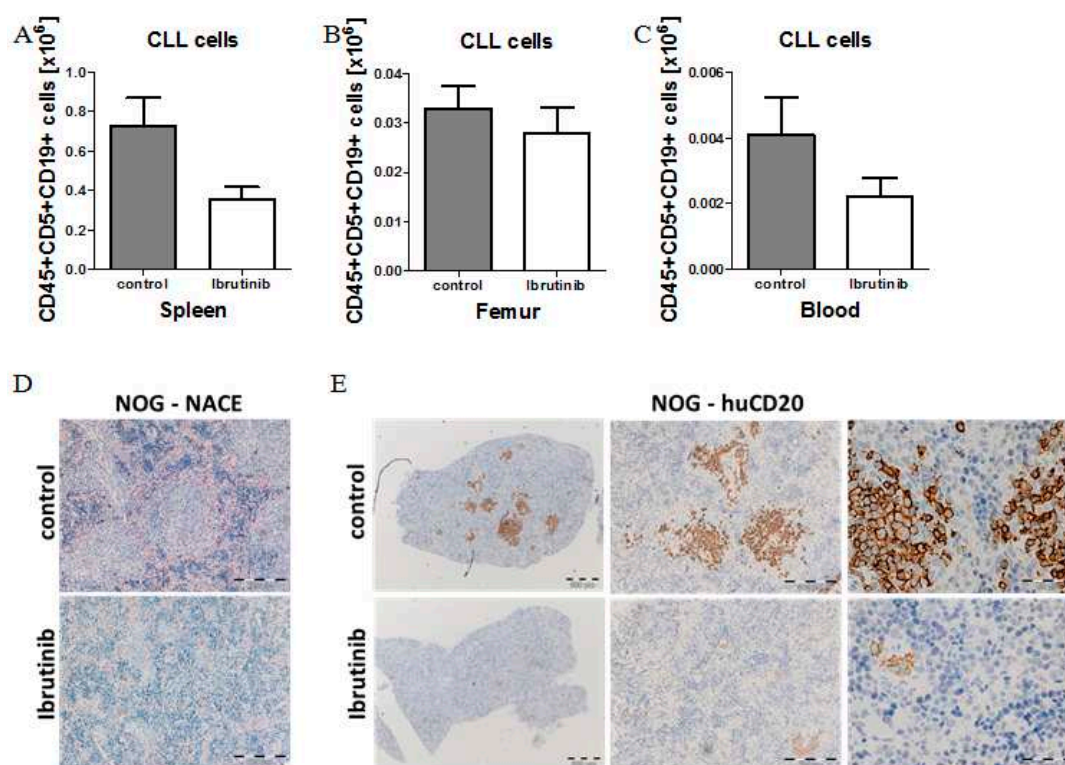 A
CLL cells
CD45+CD5+CD19+ cells [x10⁶]
1.0
0.8
0.6
0.4
0.2
0.0
control
Ibrutinib
Spleen
B
CLL cells
CD45+CD5+CD19+ cells [x10⁶]
0.04
0.03
0.02
0.01
0.00
control
Ibrutinib
Femur
C
CLL cells
CD45+CD5+CD19+ cells [x10⁶]
0.006
0.004
0.002
0.000
control
Ibrutinib
Blood
D
NOG - NACE
control
Ibrutinib
E
NOG - huCD20
control
Ibrutinib